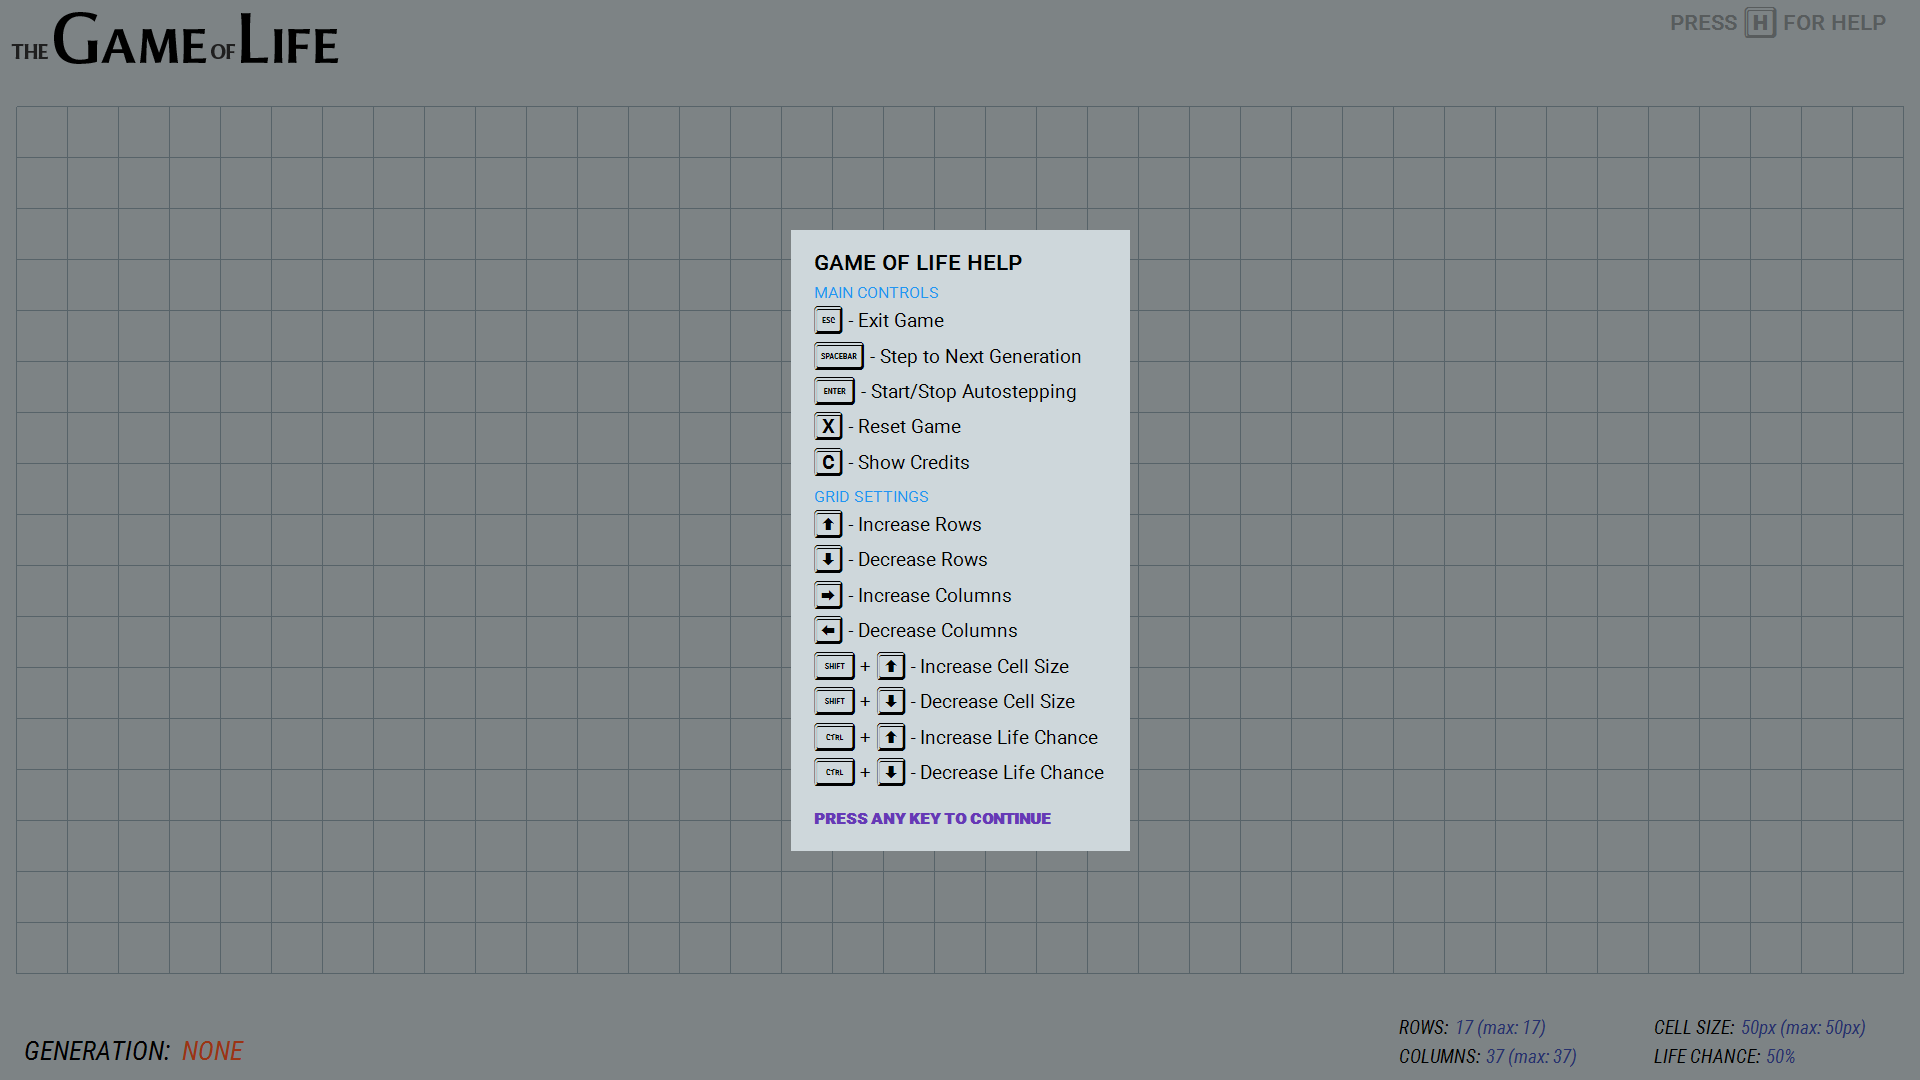 THE GAME OF LIFE
PRESS H FOR HELP
GAME OF LIFE HELP
MAIN CONTROLS
ESC - Exit Game
SPACEBAR - Step to Next Generation
ENTER - Start/Stop Autostepping
X - Reset Game
C - Show Credits
GRID SETTINGS
⬆ - Increase Rows
⬇ - Decrease Rows
➡ - Increase Columns
⬅ - Decrease Columns
SHIFT + ⬆ - Increase Cell Size
SHIFT + ⬇ - Decrease Cell Size
CTRL + ⬆ - Increase Life Chance
CTRL + ⬇ - Decrease Life Chance
PRESS ANY KEY TO CONTINUE
GENERATION: NONE
ROWS: 17 (max: 17)
COLUMNS: 37 (max: 37)
CELL SIZE: 50px (max: 50px)
LIFE CHANCE: 50%